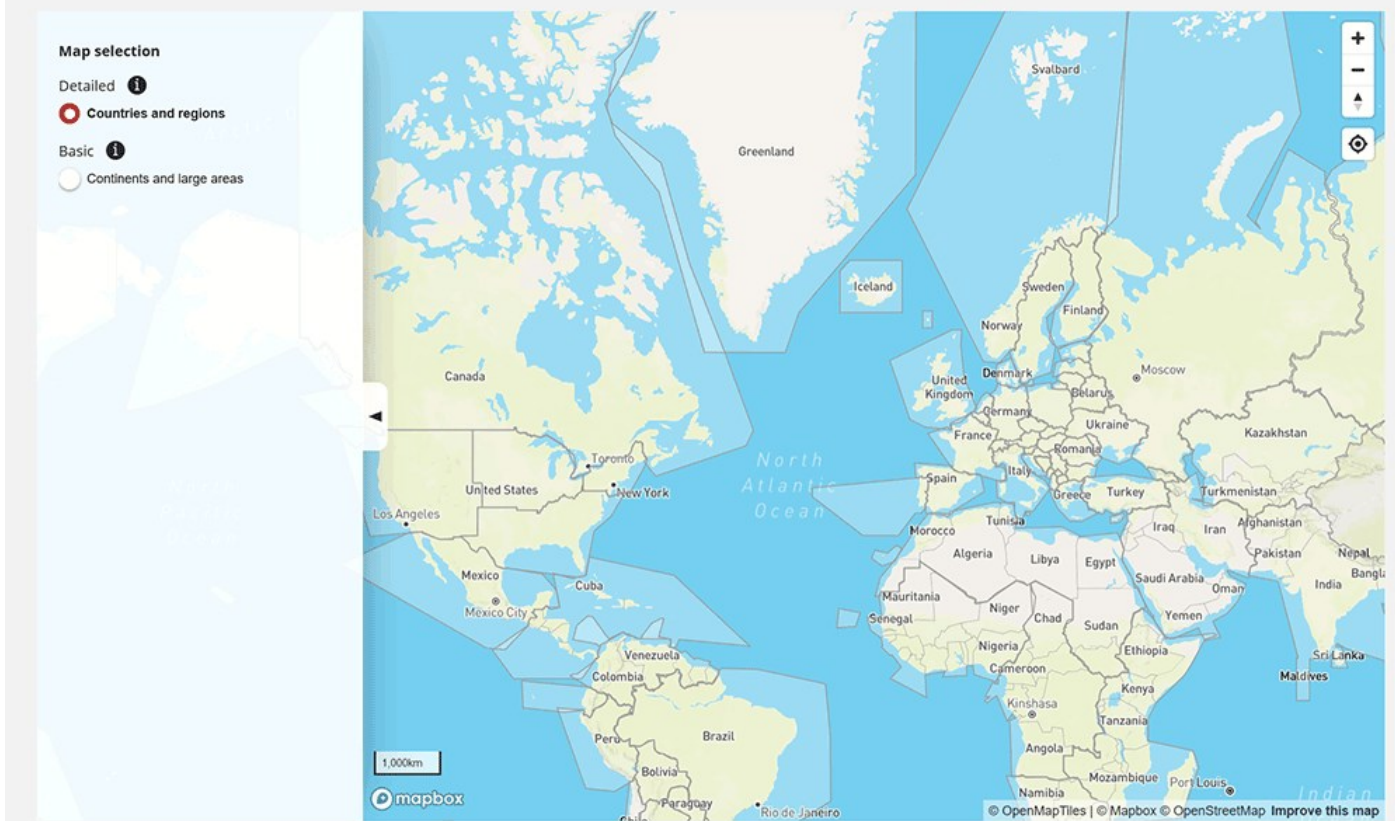 Map selection
Detailed
Countries and regions
Basic
Continents and large areas
Svalbard
Greenland
Iceland
Sweden
Finland
Norway
Moscow
Denmark
United
Kingdom
Belarus
Canada
Germany
Ukraine
France
Kazakhstan
Romania
Toronto
North
Atlantic
Ocean
Italy
Spain
United States
New York
Greece
Turkey
Turkmenistan
Los Angeles
Tunisia
Morocco
Iraq
Iran
Afghanistan
Algeria
Libya
Egypt
Pakistan
Nepal
Mexico
Cuba
Saudi Arabia
Oman
India
Bangla
Mexico City
Mauritania
Niger
Chad
Sudan
Yemen
Senegal
Nigeria
Ethiopia
Venezuela
Sri Lanka
Colombia
Cameroon
Maldives
Kenya
Kinshasa
Tanzania
Peru
Brazil
Angola
1,000km
Bolivia
Mozambique
Port Louis
Namibia
Indian
mapbox
Paraguay
Rio de Janeiro
Chile
© OpenMapTiles | © Mapbox © OpenStreetMap Improve this map